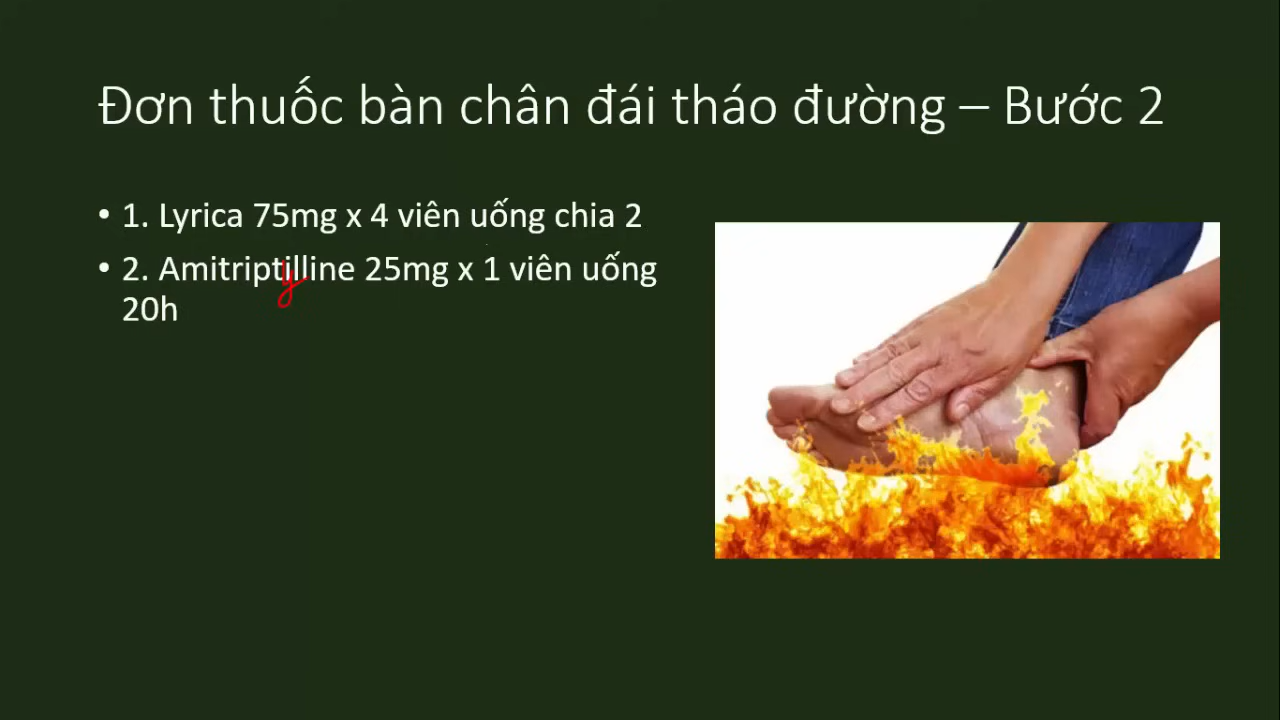 Đơn thuốc bàn chân đái tháo đường – Bước 2
• 1. Lyrica 75mg x 4 viên uống chia 2
• 2. Amitriptilline 25mg x 1 viên uống
20h
y